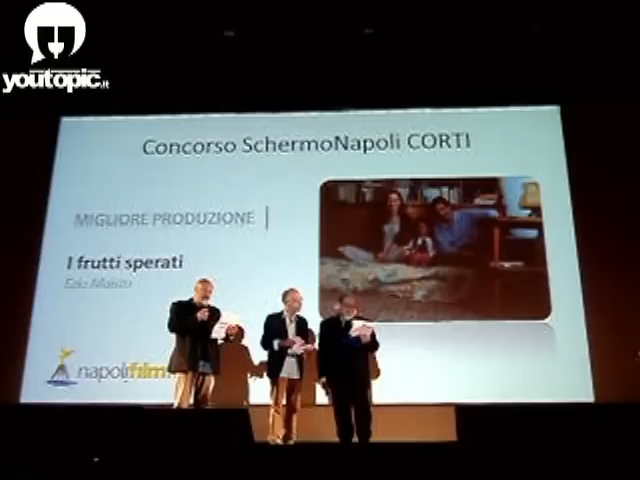 youtopic.it
Concorso SchermoNapoli CORTI
MIGLIORE PRODUZIONE
I frutti sperati
napolifilm